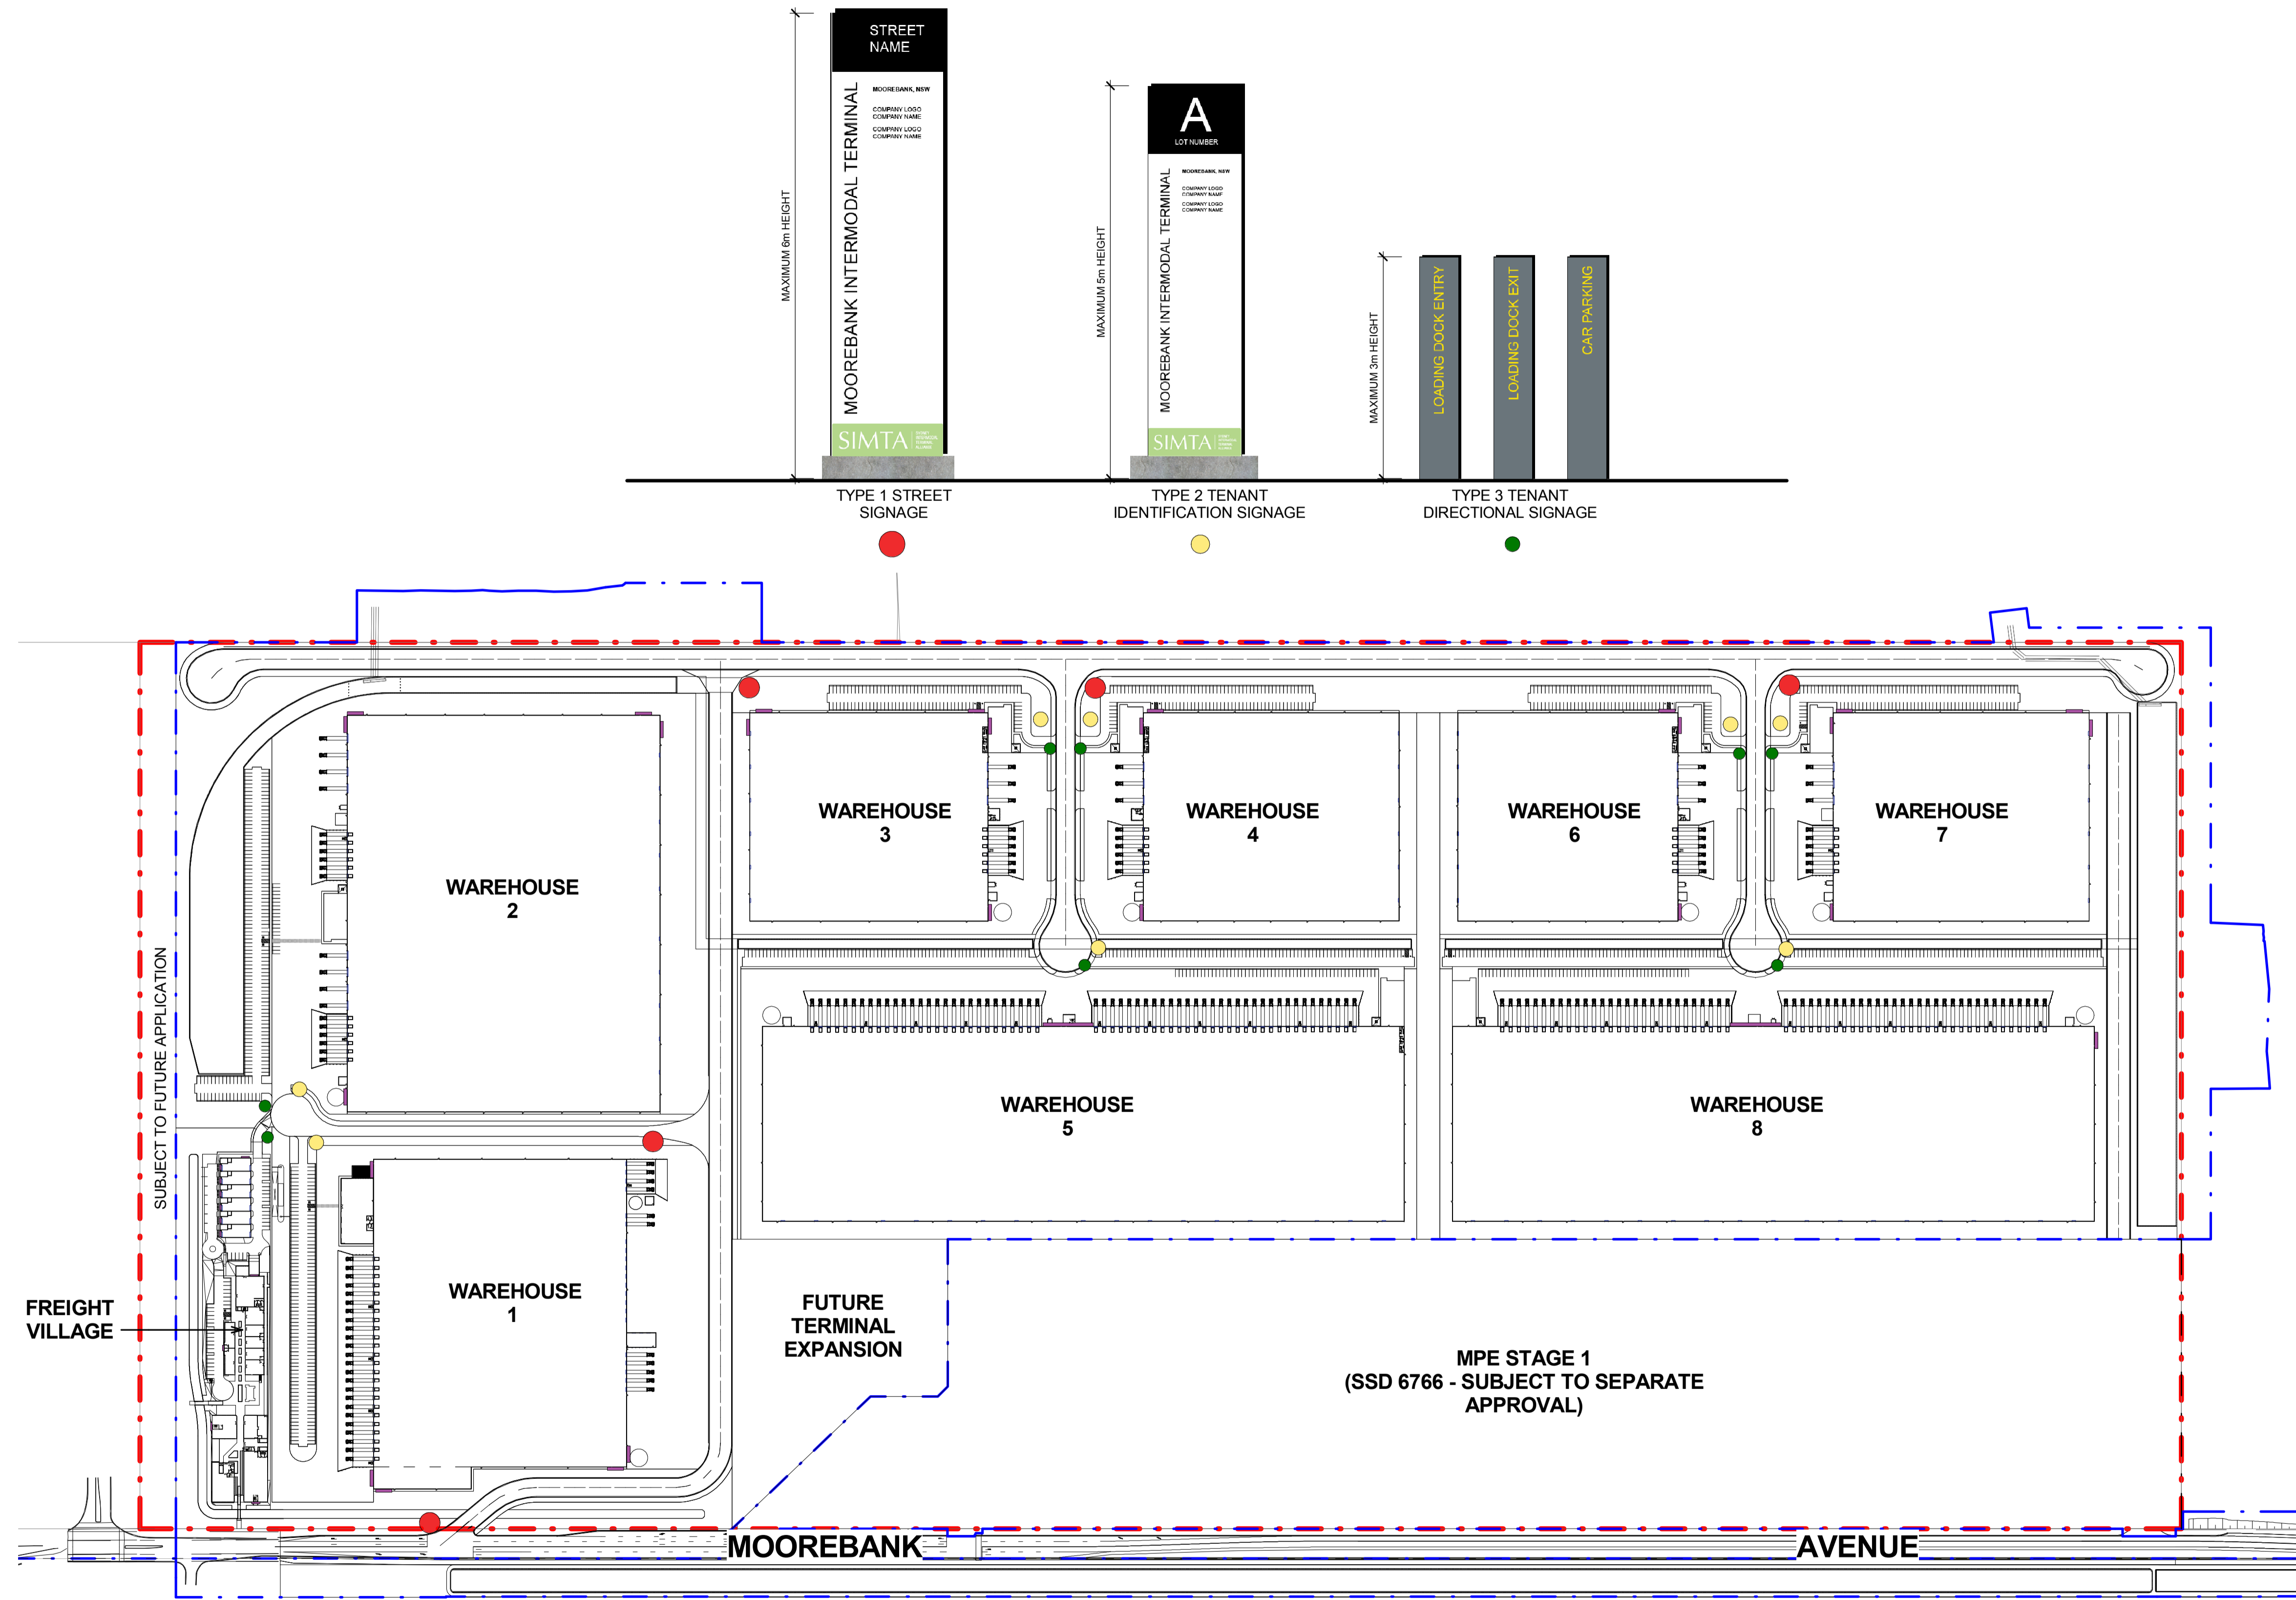 STREET
NAME
MOOREBANK, NSW
COMPANY LOGO
COMPANY NAME
COMPANY LOGO
COMPANY NAME
MOOREBANK INTERMODAL TERMINAL
SIMTA
MAXIMUM 6m HEIGHT
A
LOT NUMBER
MOOREBANK, NSW
COMPANY LOGO
COMPANY NAME
COMPANY LOGO
COMPANY NAME
MOOREBANK INTERMODAL TERMINAL
SIMTA
MAXIMUM 5m HEIGHT
LOADING DOCK ENTRY
LOADING DOCK EXIT
CAR PARKING
MAXIMUM 3m HEIGHT
TYPE 1 STREET
SIGNAGE
TYPE 2 TENANT
IDENTIFICATION SIGNAGE
TYPE 3 TENANT
DIRECTIONAL SIGNAGE
WAREHOUSE
3
WAREHOUSE
4
WAREHOUSE
6
WAREHOUSE
7
WAREHOUSE
2
SUBJECT TO FUTURE APPLICATION
WAREHOUSE
5
WAREHOUSE
8
WAREHOUSE
1
FREIGHT
VILLAGE
FUTURE
TERMINAL
EXPANSION
MPE STAGE 1
(SSD 6766 - SUBJECT TO SEPARATE
APPROVAL)
MOOREBANK AVENUE